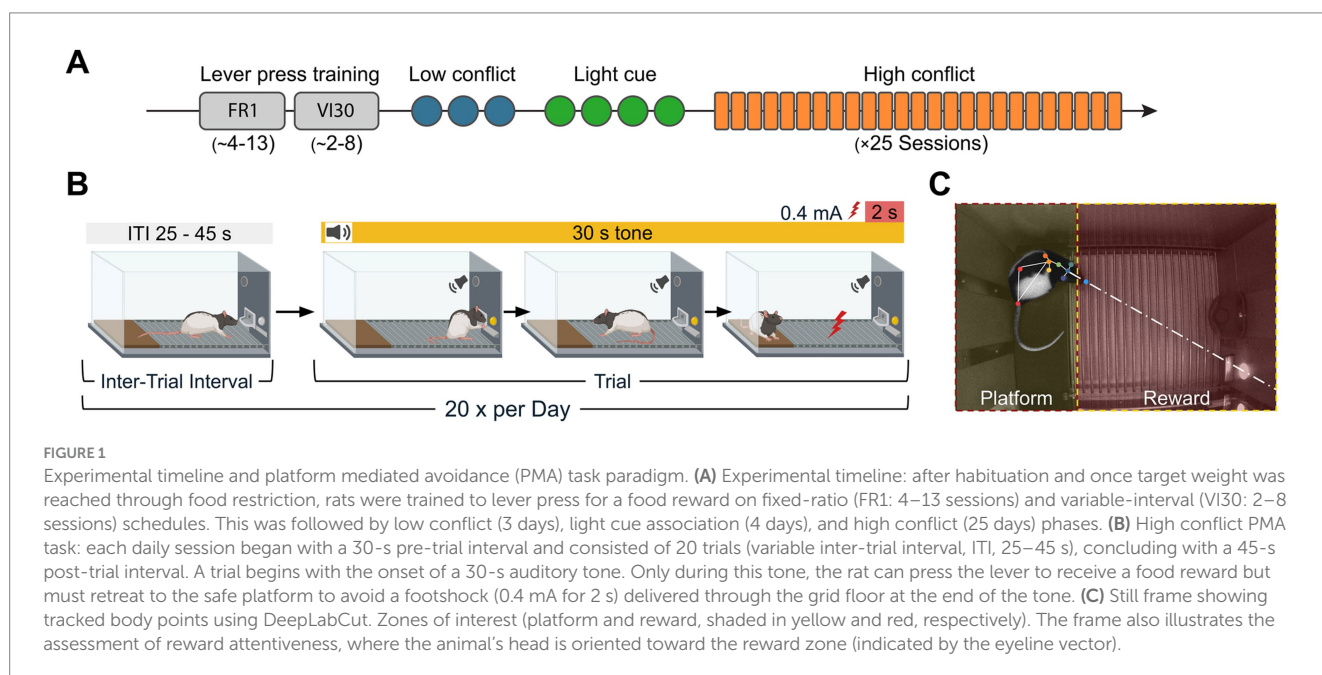 A
Lever press training
Low conflict
Light cue
High conflict
FR1
VI30
(~4-13)
(~2-8)
(×25 Sessions)
B
C
0.4 mA
2 s
ITI 25 - 45 s
30 s tone
Inter-Trial Interval
Trial
20 x per Day
Platform
Reward
FIGURE 1
Experimental timeline and platform mediated avoidance (PMA) task paradigm. (A) Experimental timeline: after habituation and once target weight was
reached through food restriction, rats were trained to lever press for a food reward on fixed-ratio (FR1: 4–13 sessions) and variable-interval (VI30: 2–8
sessions) schedules. This was followed by low conflict (3 days), light cue association (4 days), and high conflict (25 days) phases. (B) High conflict PMA
task: each daily session began with a 30-s pre-trial interval and consisted of 20 trials (variable inter-trial interval, ITI, 25–45 s), concluding with a 45-s
post-trial interval. A trial begins with the onset of a 30-s auditory tone. Only during this tone, the rat can press the lever to receive a food reward but
must retreat to the safe platform to avoid a footshock (0.4 mA for 2 s) delivered through the grid floor at the end of the tone. (C) Still frame showing
tracked body points using DeepLabCut. Zones of interest (platform and reward, shaded in yellow and red, respectively). The frame also illustrates the
assessment of reward attentiveness, where the animal's head is oriented toward the reward zone (indicated by the eyeline vector).